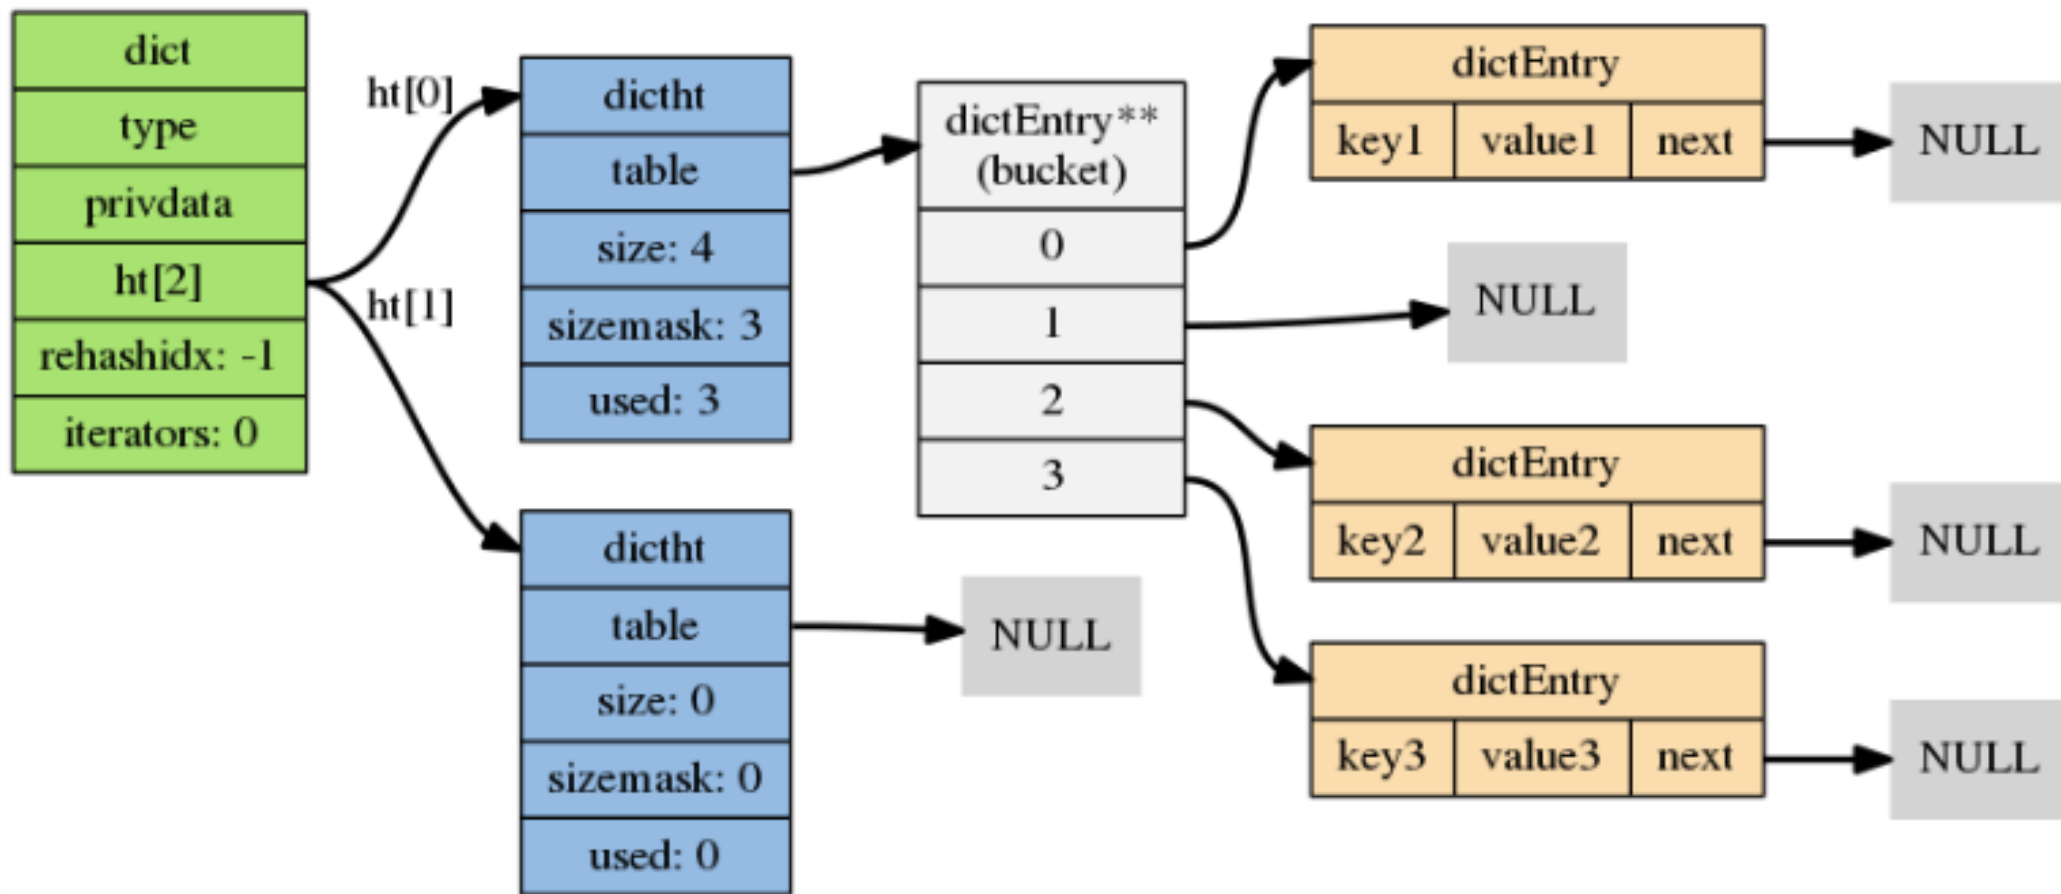 dict
type
privdata
ht[2]
rehashidx: -1
iterators: 0
ht[0]
ht[1]
dictht
table
size: 4
sizemask: 3
used: 3
dictht
table
size: 0
sizemask: 0
used: 0
dictEntry**
(bucket)
0
1
2
3
NULL
dictEntry
key1 value1 next
NULL
NULL
dictEntry
key2 value2 next
NULL
dictEntry
key3 value3 next
NULL